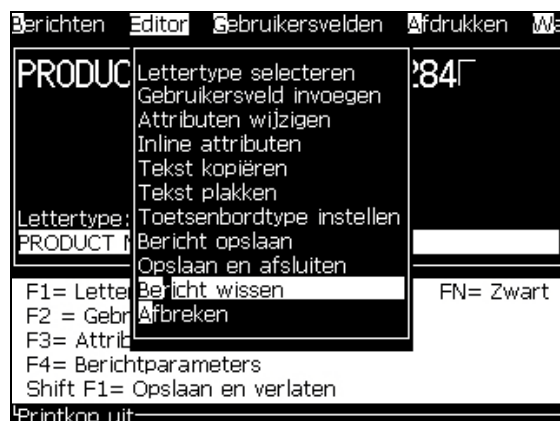 Berichten Editor Gebruikersvelden Afdrukken
PRODUC 284
Lettertype selecteren
Gebruikersveld invoegen
Attributen wijzigen
Inline attributen
Tekst kopiëren
Tekst plakken
Toetsenbordtype instellen
Bericht opslaan
Opslaan en afsluiten
Bericht wissen
Afbreken
Lettertype:
PRODUCT
F1= Letter FN= Zwart
F2 = Gebr
F3= Attrib
F4= Berichtparameters
Shift F1= Opslaan en verlaten
Printkop uit